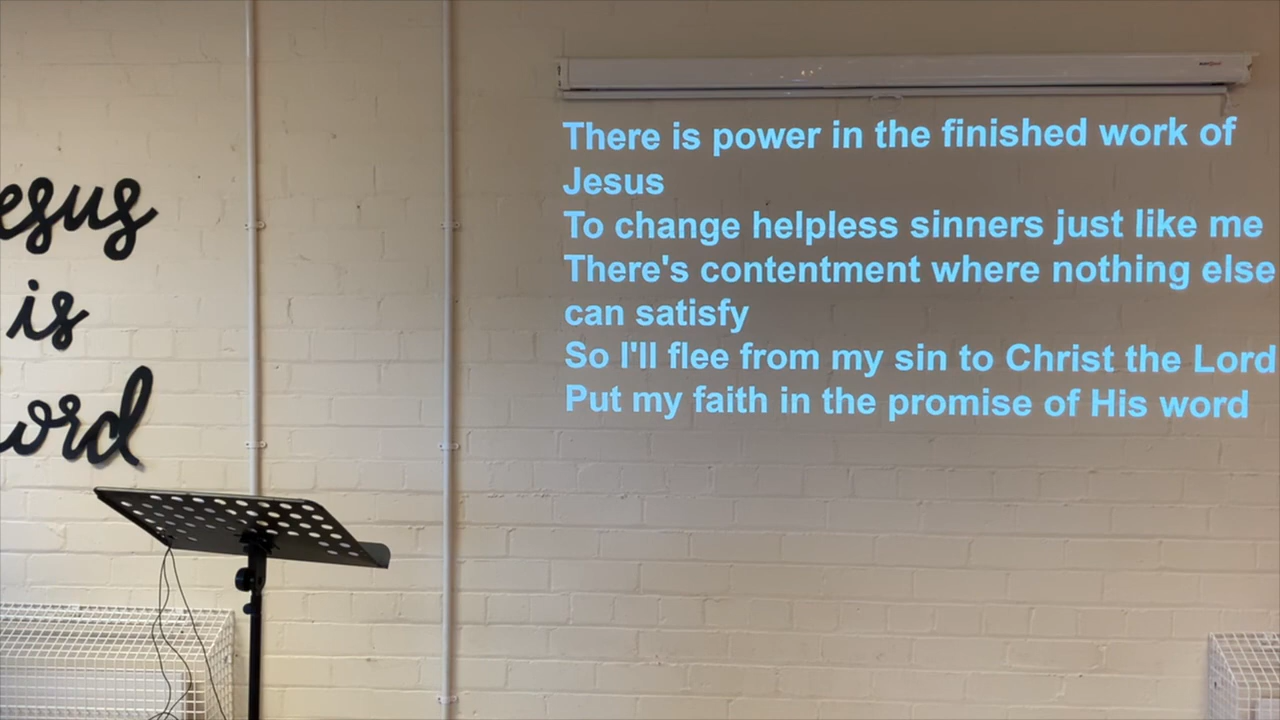 esus
is
ord
There is power in the finished work of
Jesus
To change helpless sinners just like me
There's contentment where nothing else
can satisfy
So I'll flee from my sin to Christ the Lord
Put my faith in the promise of His word